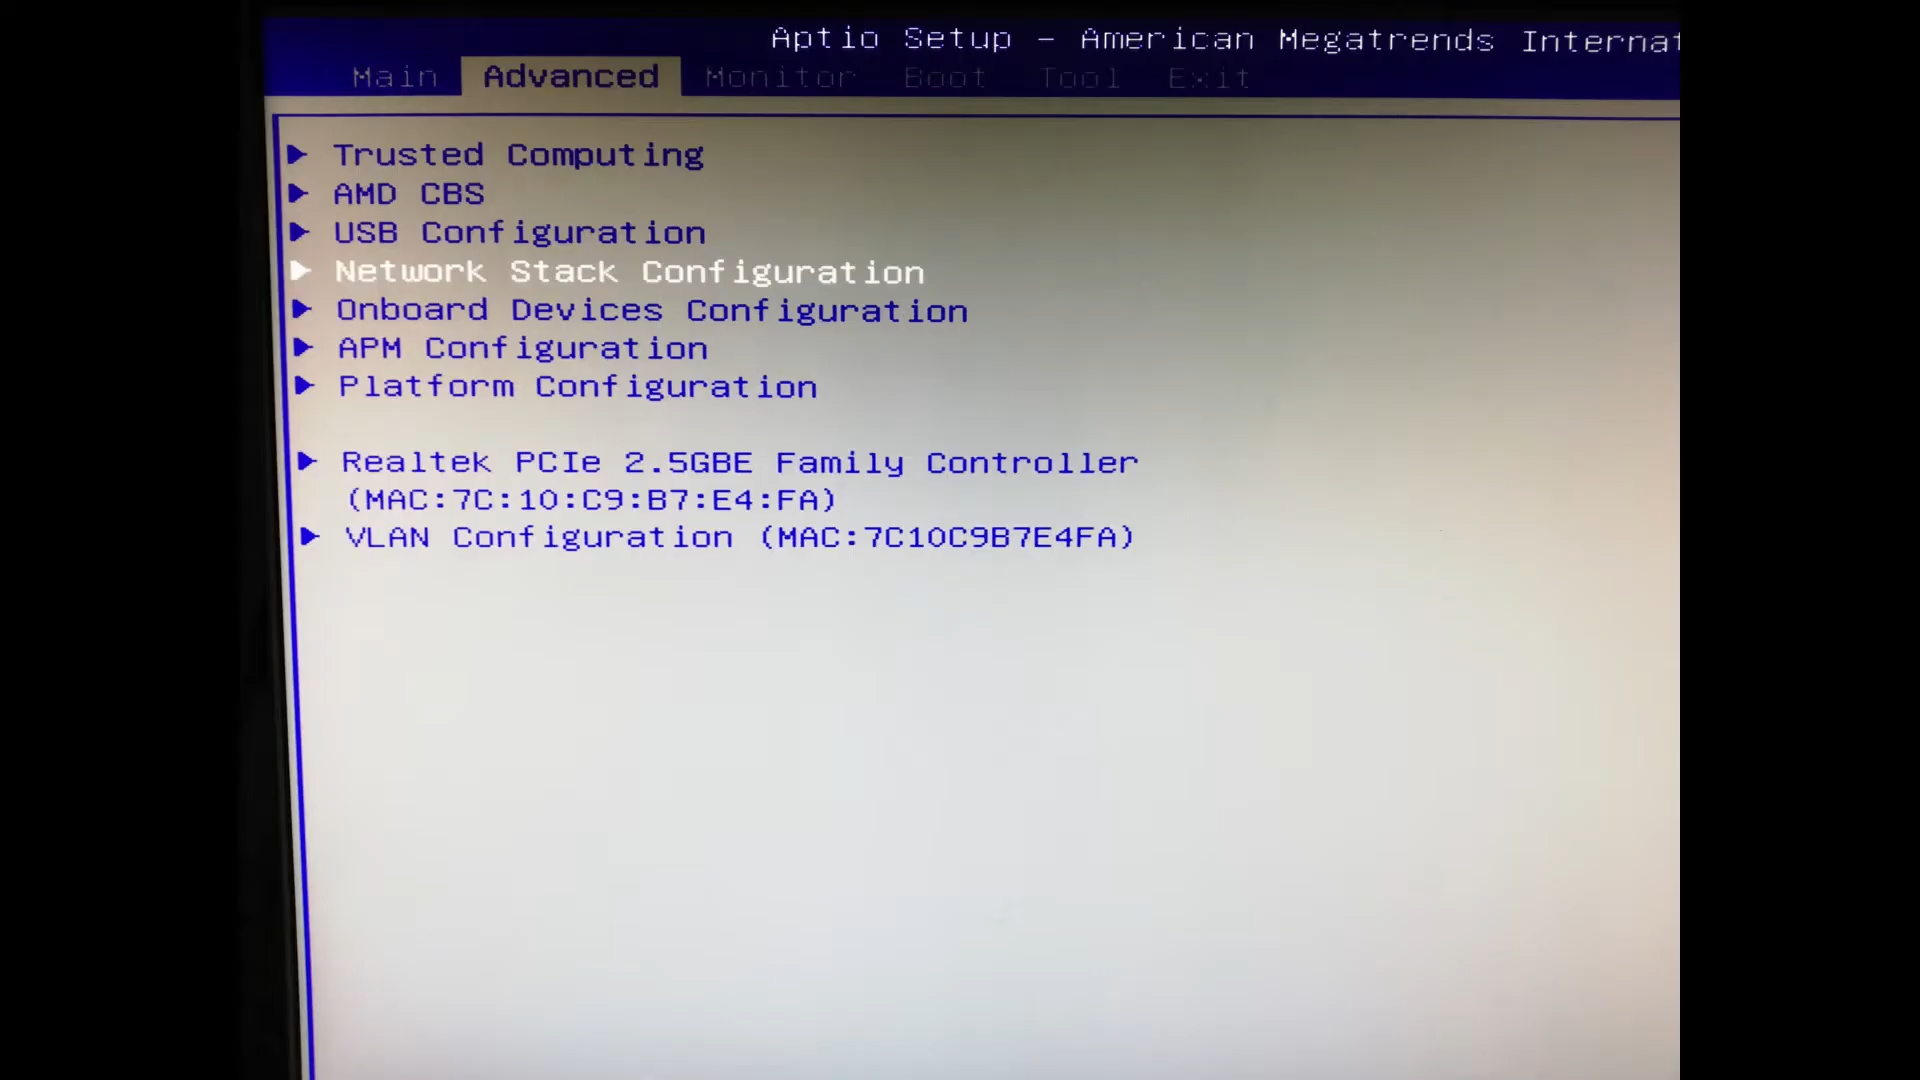 Aptio Setup - American Megatrends Internat
Main Advanced Monitor Boot Tool Exit
Trusted Computing
AMD CBS
USB Configuration
Network Stack Configuration
Onboard Devices Configuration
APM Configuration
Platform Configuration
Realtek PCIe 2.5GBE Family Controller
(MAC:7C:10:C9:B7:E4:FA)
VLAN Configuration (MAC:7C10C9B7E4FA)